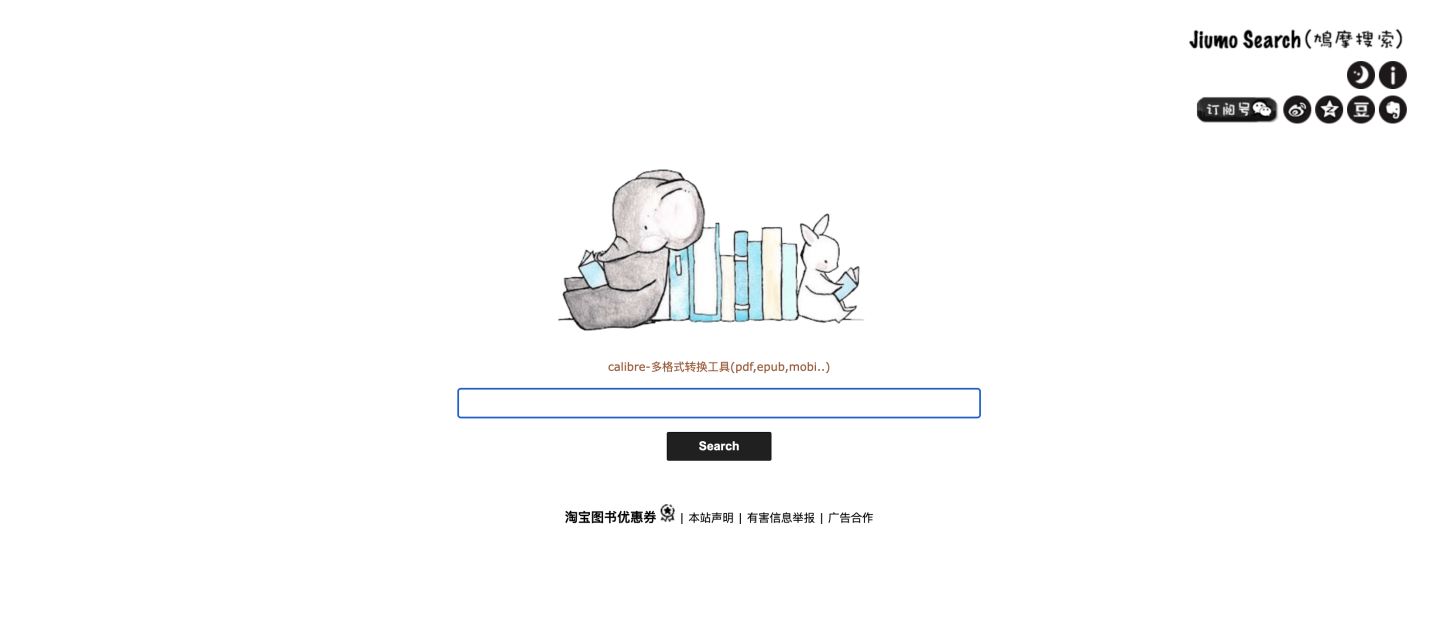 Jiumo Search(鳩摩搜索)
订阅号
豆
calibre-多格式转换工具(pdf,epub,mobi..)
Search
淘宝图书优惠券 | 本站声明 | 有害信息举报 | 广告合作